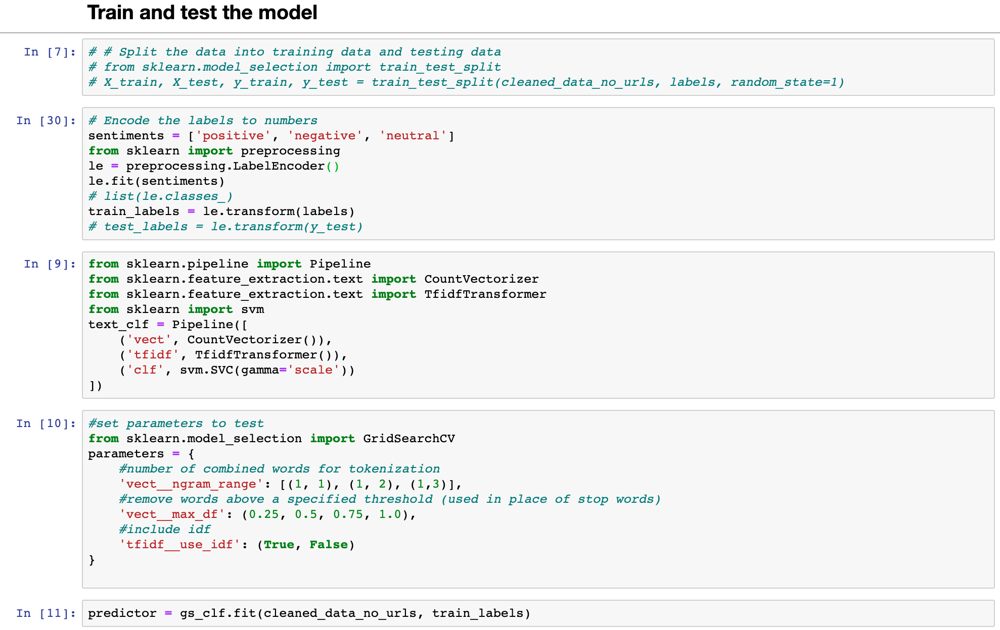 Train and test the model
In [7]:
# # Split the data into training data and testing data
# from sklearn.model_selection import train_test_split
# X_train, X_test, y_train, y_test = train_test_split(cleaned_data_no_urls, labels, random_state=1)
In [30]:
# Encode the labels to numbers
sentiments = ['positive', 'negative', 'neutral']
from sklearn import preprocessing
le = preprocessing.LabelEncoder()
le.fit(sentiments)
# list(le.classes_)
train_labels = le.transform(labels)
# test_labels = le.transform(y_test)
In [9]:
from sklearn.pipeline import Pipeline
from sklearn.feature_extraction.text import CountVectorizer
from sklearn.feature_extraction.text import TfidfTransformer
from sklearn import svm
text_clf = Pipeline([
    ('vect', CountVectorizer()),
    ('tfidf', TfidfTransformer()),
    ('clf', svm.SVC(gamma='scale'))
])
In [10]:
#set parameters to test
from sklearn.model_selection import GridSearchCV
parameters = {
    #number of combined words for tokenization
    'vect__ngram_range': [(1, 1), (1, 2), (1,3)],
    #remove words above a specified threshold (used in place of stop words)
    'vect__max_df': (0.25, 0.5, 0.75, 1.0),
    #include idf
    'tfidf__use_idf': (True, False)
}
In [11]:
predictor = gs_clf.fit(cleaned_data_no_urls, train_labels)